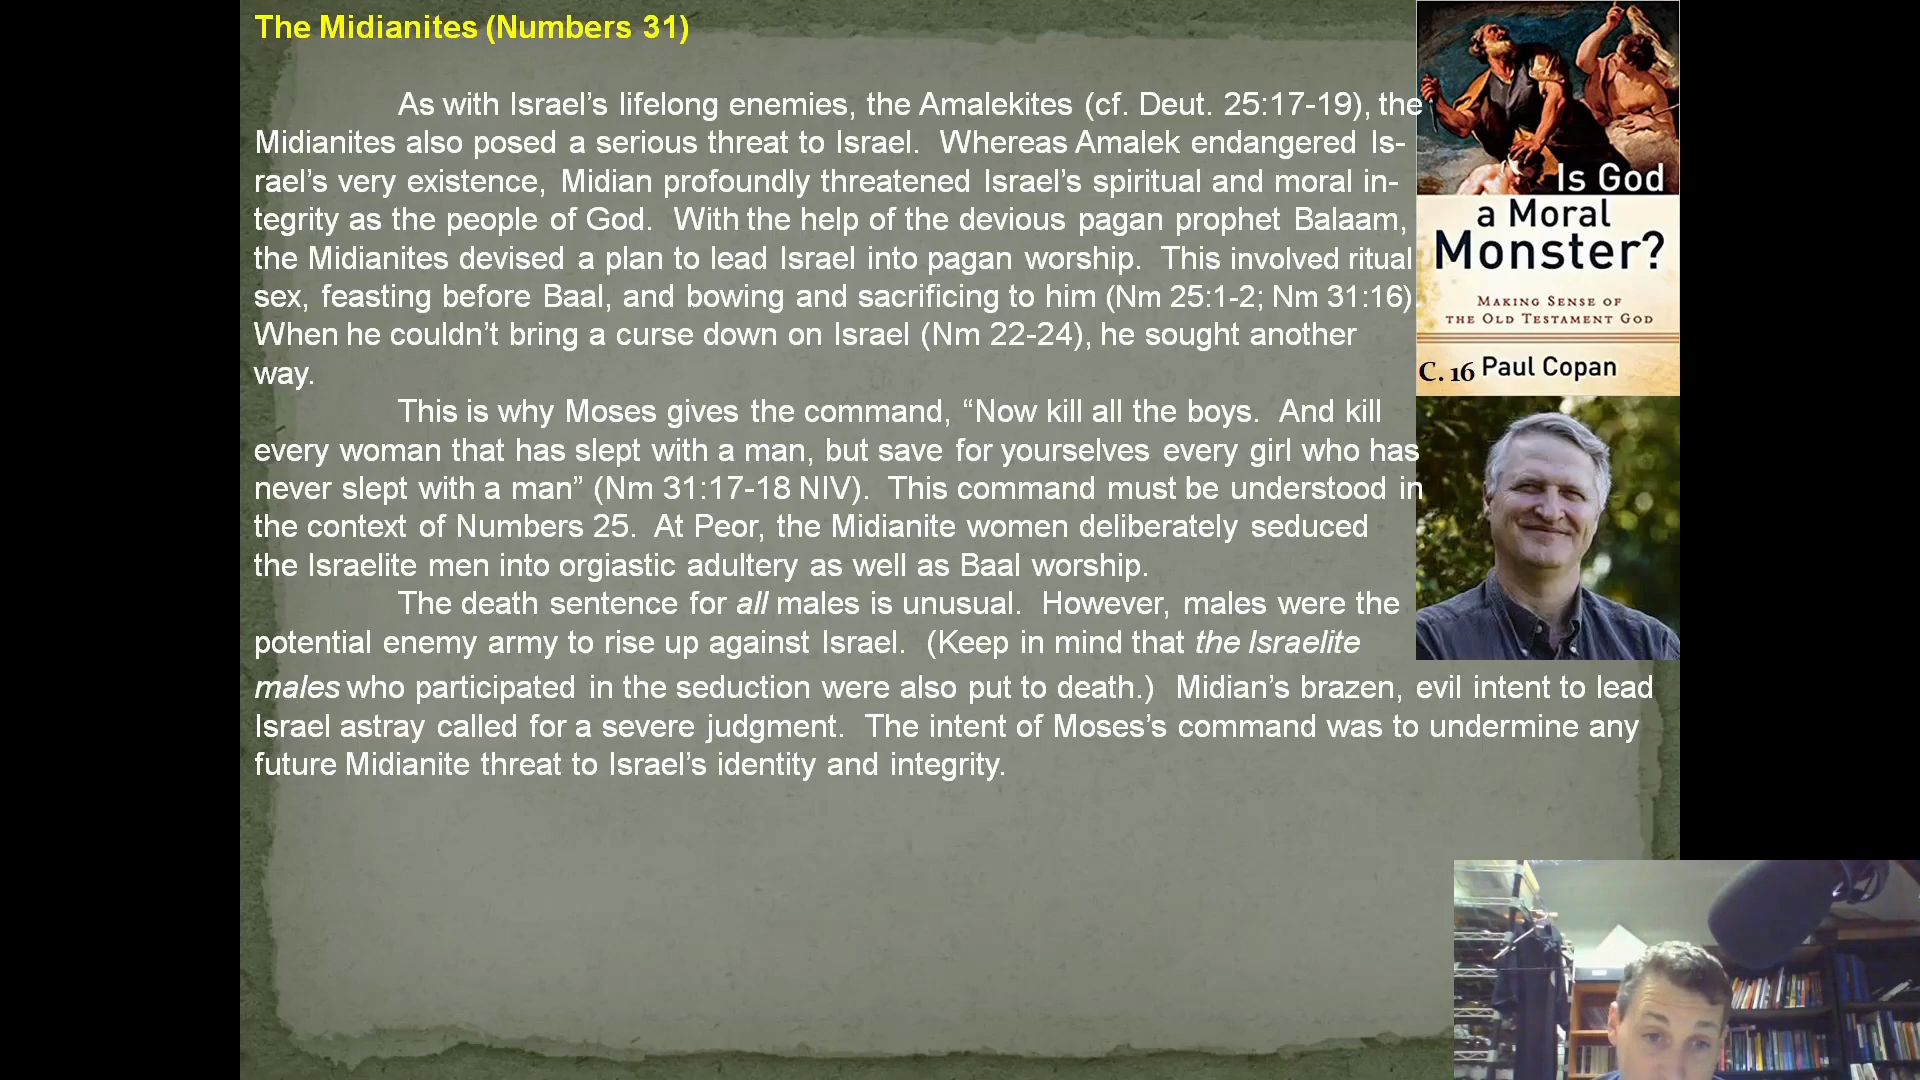 The Midianites (Numbers 31)
As with Israel’s lifelong enemies, the Amalekites (cf. Deut. 25:17-19), the
Midianites also posed a serious threat to Israel.  Whereas Amalek endangered Is-
rael’s very existence, Midian profoundly threatened Israel’s spiritual and moral in-
tegrity as the people of God.  With the help of the devious pagan prophet Balaam,
the Midianites devised a plan to lead Israel into pagan worship.  This involved ritual
sex, feasting before Baal, and bowing and sacrificing to him (Nm 25:1-2; Nm 31:16).
When he couldn’t bring a curse down on Israel (Nm 22-24), he sought another
way.
This is why Moses gives the command, “Now kill all the boys.  And kill
every woman that has slept with a man, but save for yourselves every girl who has
never slept with a man” (Nm 31:17-18 NIV).  This command must be understood in
the context of Numbers 25.  At Peor, the Midianite women deliberately seduced
the Israelite men into orgiastic adultery as well as Baal worship.
The death sentence for all males is unusual.  However, males were the
potential enemy army to rise up against Israel.  (Keep in mind that the Israelite
males who participated in the seduction were also put to death.)  Midian’s brazen, evil intent to lead
Israel astray called for a severe judgment.  The intent of Moses’s command was to undermine any
future Midianite threat to Israel’s identity and integrity.
Is God
a Moral
Monster?
MAKING SENSE OF
THE OLD TESTAMENT GOD
C. 16 Paul Copan